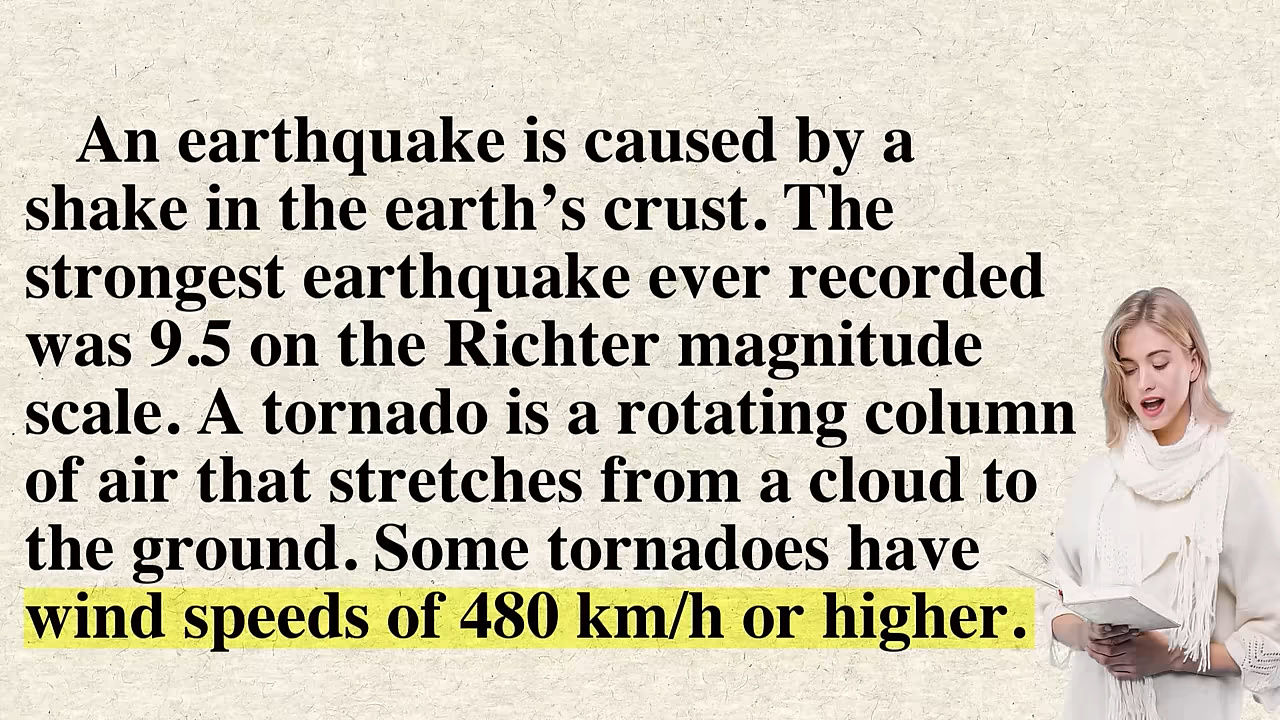 An earthquake is caused by a
shake in the earth’s crust. The
strongest earthquake ever recorded
was 9.5 on the Richter magnitude
scale. A tornado is a rotating column
of air that stretches from a cloud to
the ground. Some tornadoes have
wind speeds of 480 km/h or higher.